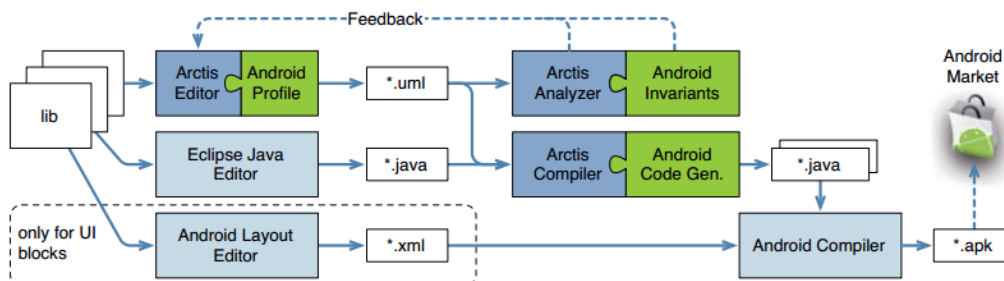 Feedback
lib
Arctis
Editor
Android
Profile
*.uml
Arctis
Analyzer
Android
Invariants
Android
Market
Eclipse Java
Editor
*.java
Arctis
Compiler
Android
Code Gen.
*.java
only for UI
blocks
Android Layout
Editor
*.xml
Android Compiler
*.apk